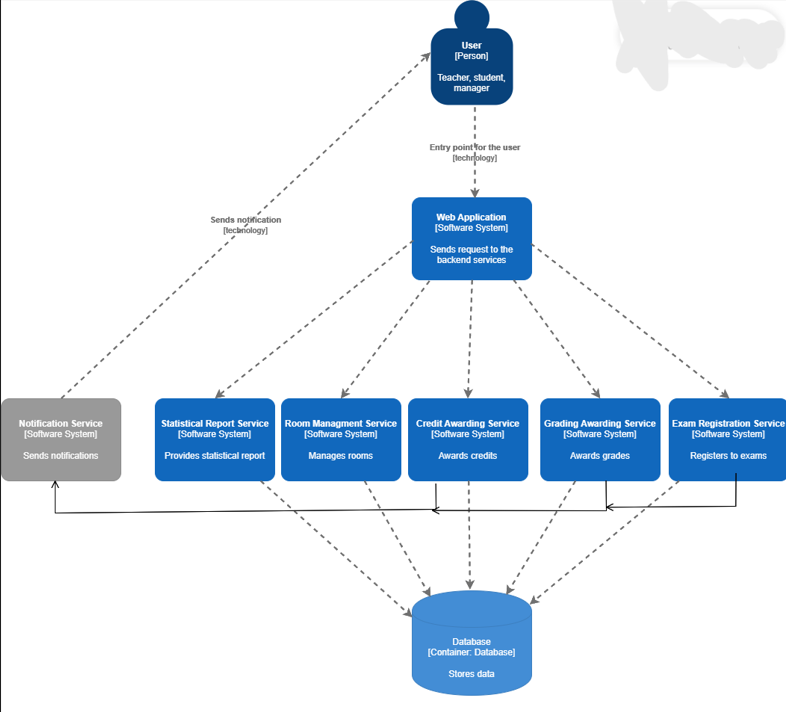 User
[Person]
Teacher, student,
manager
Entry point for the user
[technology]
Sends notification
[technology]
Web Application
[Software System]
Sends request to the
backend services
Notification Service
[Software System]
Sends notifications
Statistical Report Service
[Software System]
Provides statistical report
Room Managment Service
[Software System]
Manages rooms
Credit Awarding Service
[Software System]
Awards credits
Grading Awarding Service
[Software System]
Awards grades
Exam Registration Service
[Software System]
Registers to exams
Database
[Container: Database]
Stores data